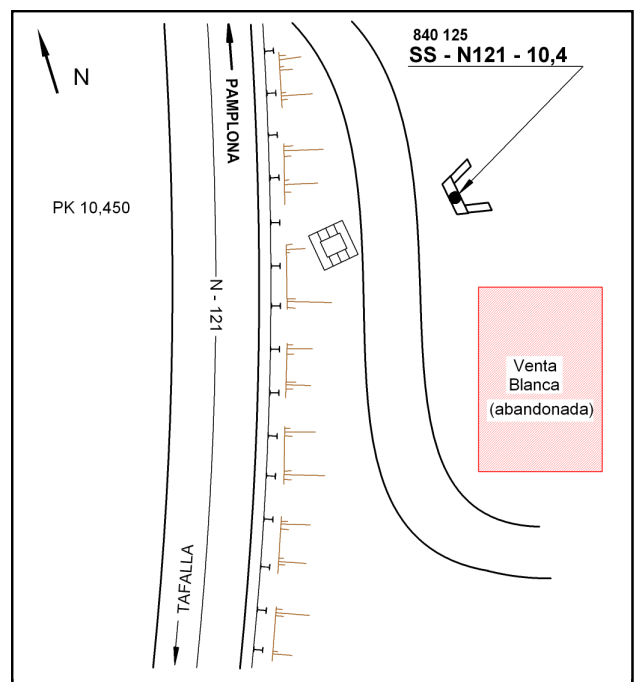 840 125
SS - N121 - 10,4
N
PAMPLONA
PK 10,450
N - 121
Venta
Blanca
(abandonada)
TAFALLA